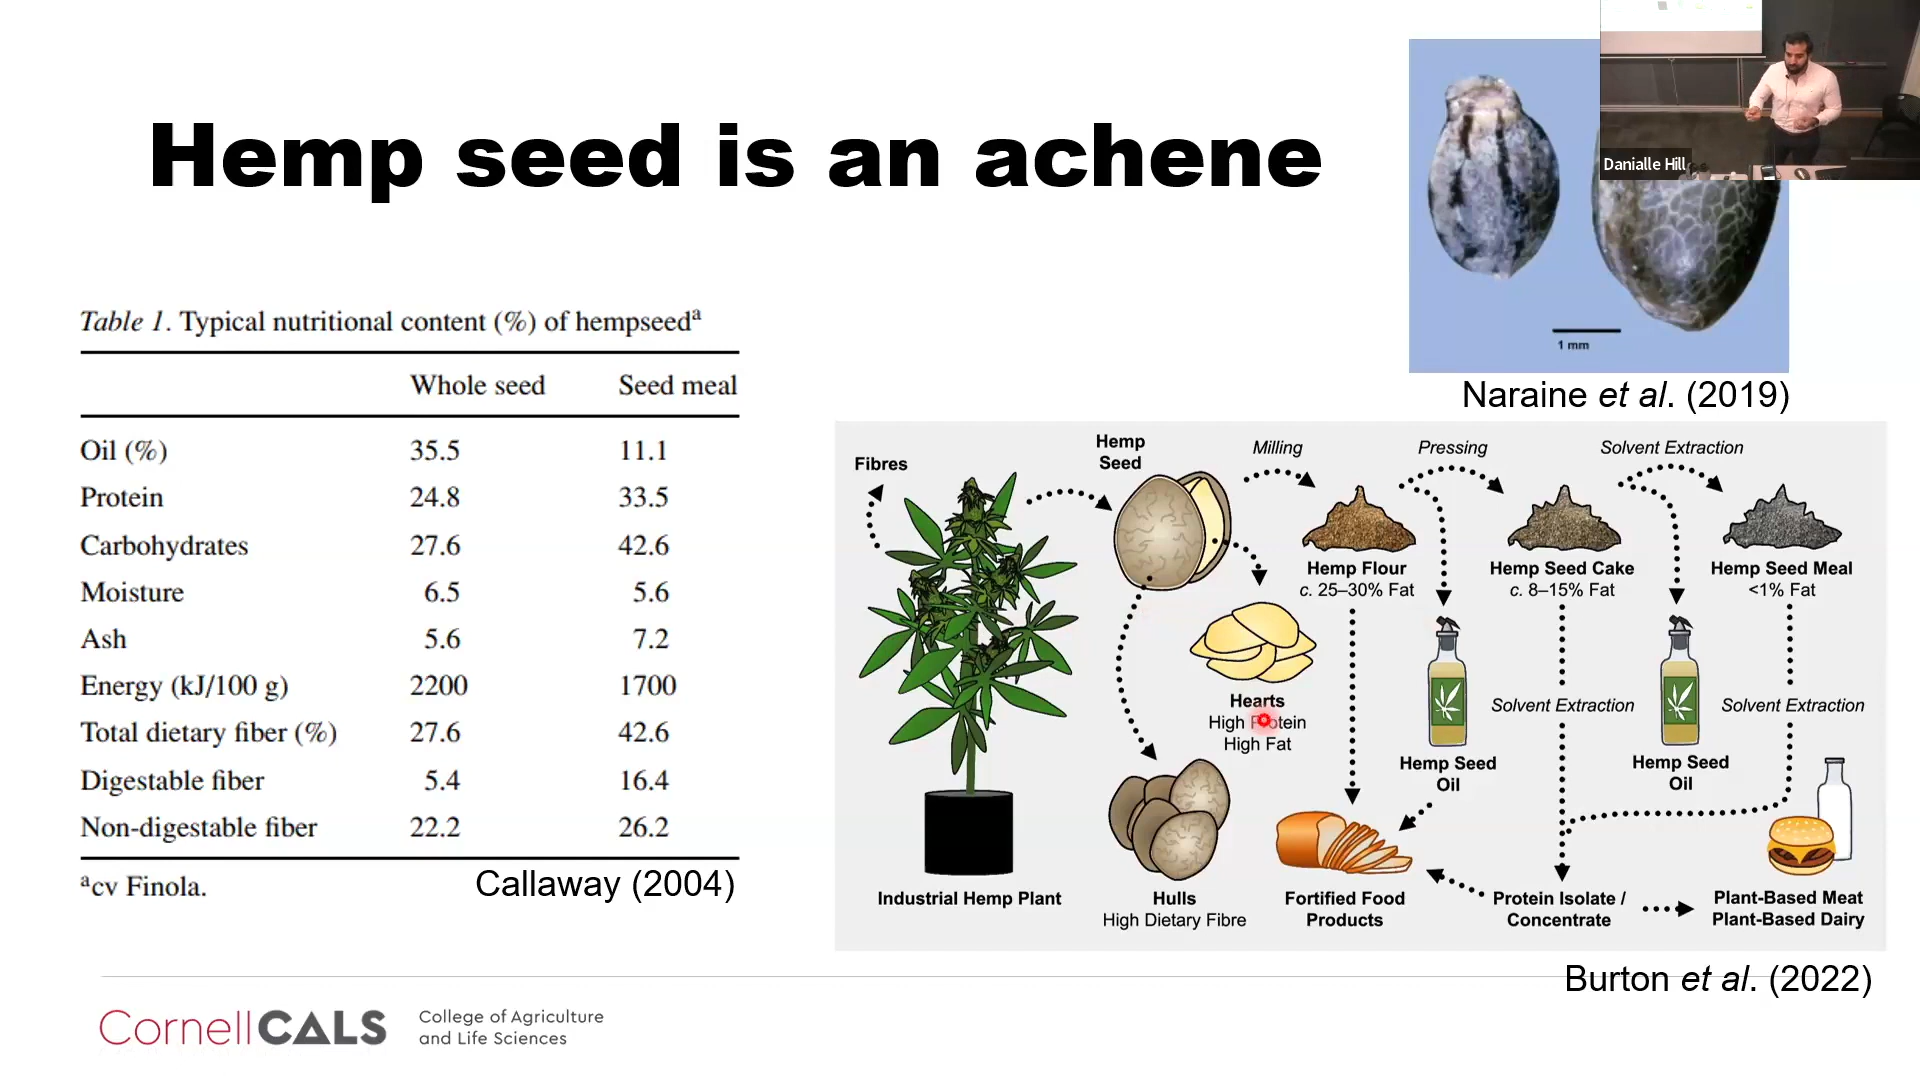 Hemp seed is an achene
Danialle Hill
1 mm
Naraine et al. (2019)
Table 1. Typical nutritional content (%) of hempseedᵃ
Whole seed Seed meal
Oil (%) 35.5 11.1
Protein 24.8 33.5
Carbohydrates 27.6 42.6
Moisture 6.5 5.6
Ash 5.6 7.2
Energy (kJ/100 g) 2200 1700
Total dietary fiber (%) 27.6 42.6
Digestable fiber 5.4 16.4
Non-digestable fiber 22.2 26.2
ᵃcv Finola.
Callaway (2004)
Fibres
Hemp
Seed
Milling
Pressing
Solvent Extraction
Hemp Flour
c. 25–30% Fat
Hemp Seed Cake
c. 8–15% Fat
Hemp Seed Meal
<1% Fat
Hearts
High Protein
High Fat
Solvent Extraction
Solvent Extraction
Hemp Seed
Oil
Hemp Seed
Oil
Industrial Hemp Plant
Hulls
High Dietary Fibre
Fortified Food
Products
Protein Isolate /
Concentrate
Plant-Based Meat
Plant-Based Dairy
Burton et al. (2022)
CornellCALS
College of Agriculture
and Life Sciences